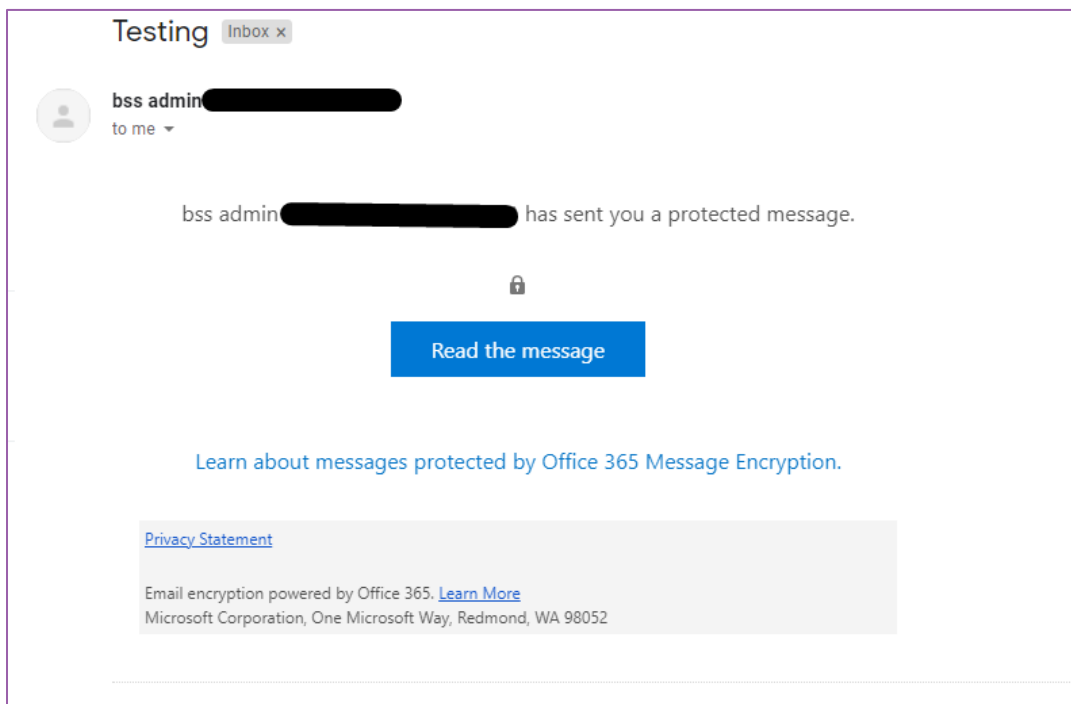 Testing Inbox x
bss admin
to me
bss admin has sent you a protected message.
Read the message
Learn about messages protected by Office 365 Message Encryption.
Privacy Statement
Email encryption powered by Office 365. Learn More
Microsoft Corporation, One Microsoft Way, Redmond, WA 98052